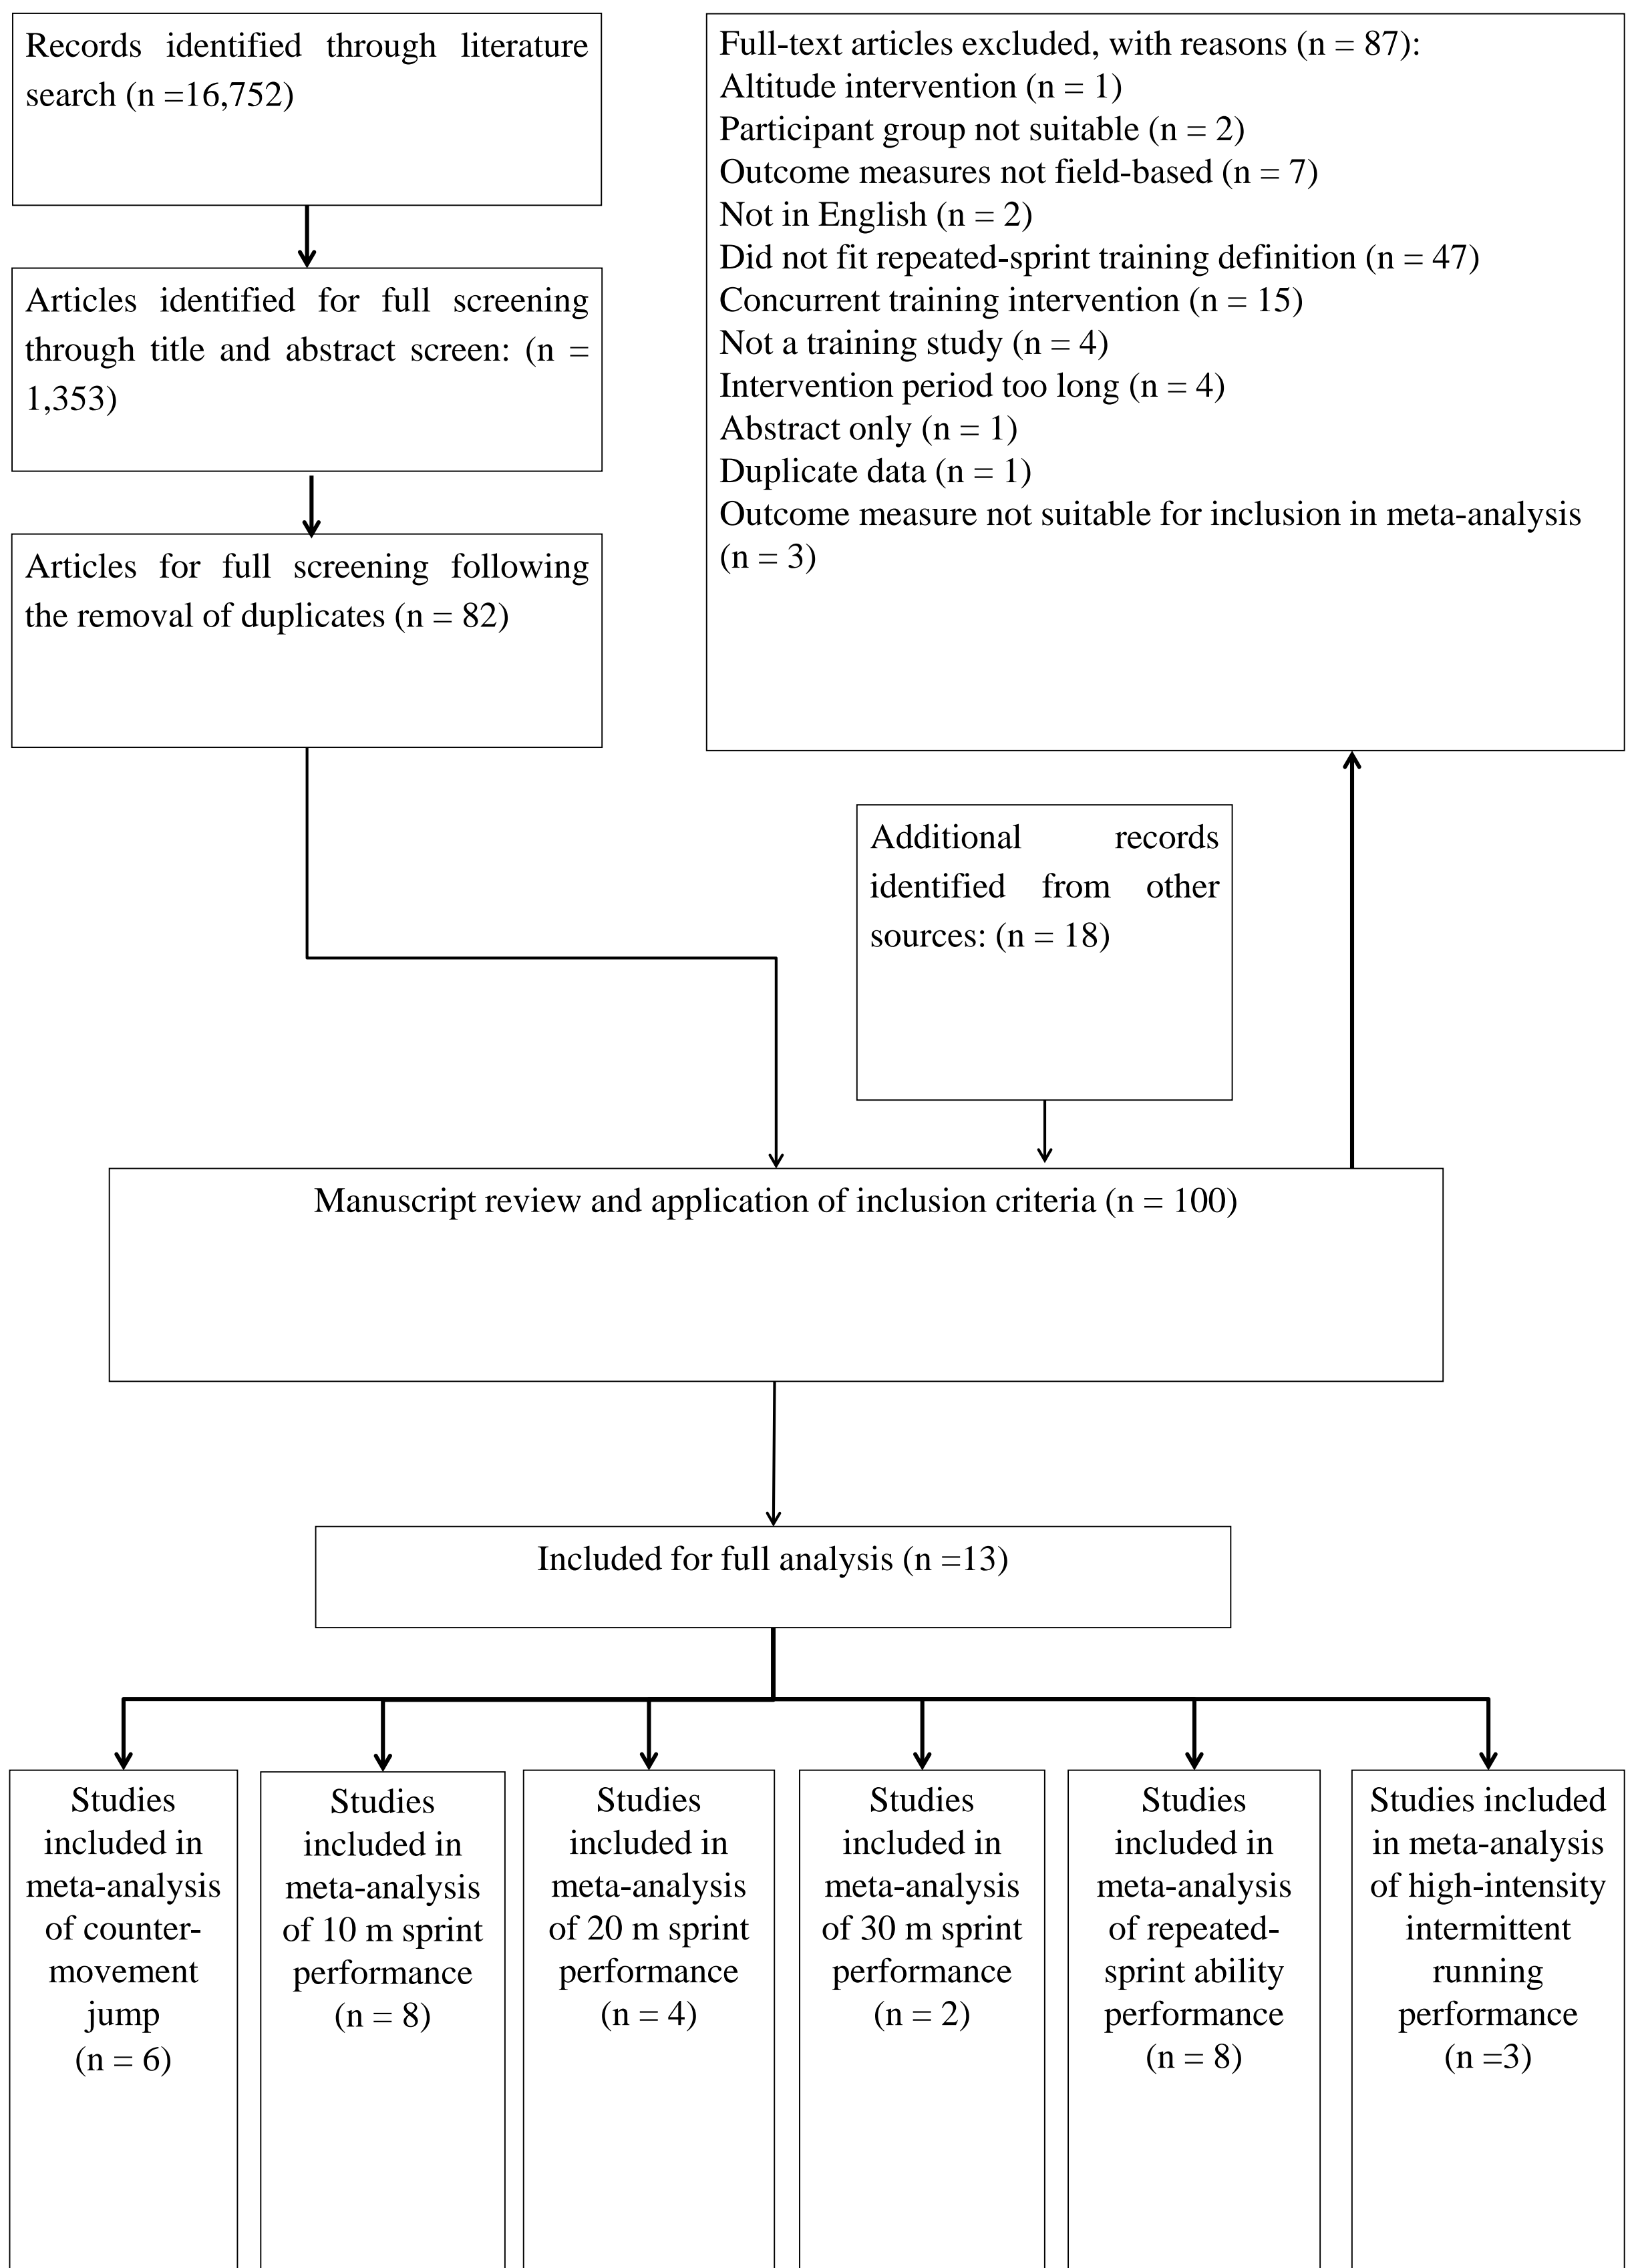 Records identified through literature
search (n =16,752)
Articles identified for full screening
through title and abstract screen: (n =
1,353)
Articles for full screening following
the removal of duplicates (n = 82)
Full-text articles excluded, with reasons (n = 87):
Altitude intervention (n = 1)
Participant group not suitable (n = 2)
Outcome measures not field-based (n = 7)
Not in English (n = 2)
Did not fit repeated-sprint training definition (n = 47)
Concurrent training intervention (n = 15)
Not a training study (n = 4)
Intervention period too long (n = 4)
Abstract only (n = 1)
Duplicate data (n = 1)
Outcome measure not suitable for inclusion in meta-analysis
(n = 3)
Additional records
identified from other
sources: (n = 18)
Manuscript review and application of inclusion criteria (n = 100)
Included for full analysis (n =13)
Studies
included in
meta-analysis
of counter-
movement
jump
(n = 6)
Studies
included in
meta-analysis
of 10 m sprint
performance
(n = 8)
Studies
included in
meta-analysis
of 20 m sprint
performance
(n = 4)
Studies
included in
meta-analysis
of 30 m sprint
performance
(n = 2)
Studies
included in
meta-analysis
of repeated-
sprint ability
performance
(n = 8)
Studies included
in meta-analysis
of high-intensity
intermittent
running
performance
(n =3)